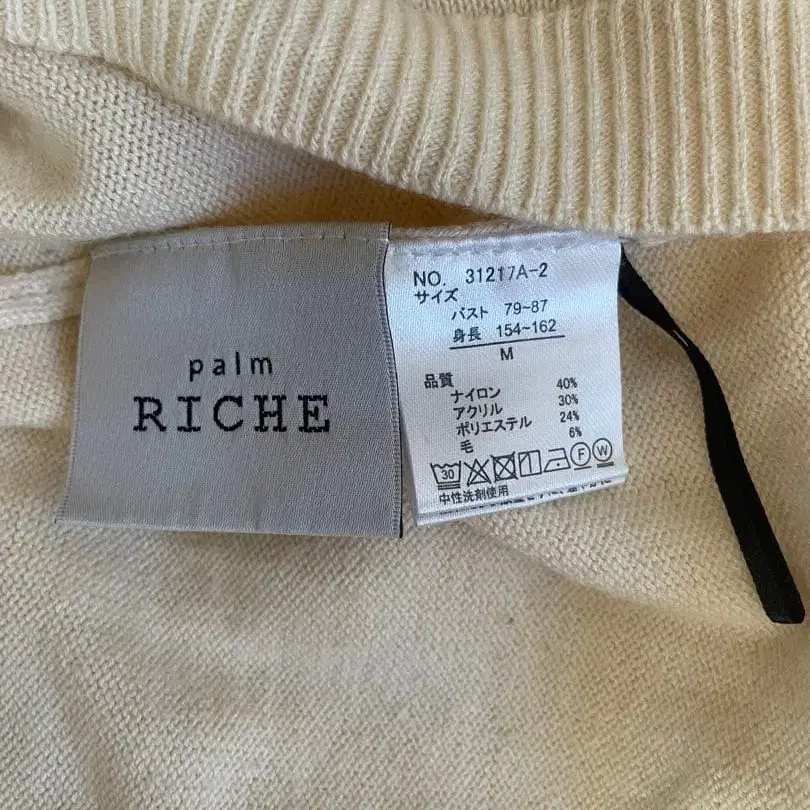 palm
RICHE
NO. 31217A-2
サイズ
バスト 79~87
身長 154~162
M
品質
ナイロン 40%
アクリル 30%
ポリエステル 24%
毛 6%
30 F W
中性洗剤使用